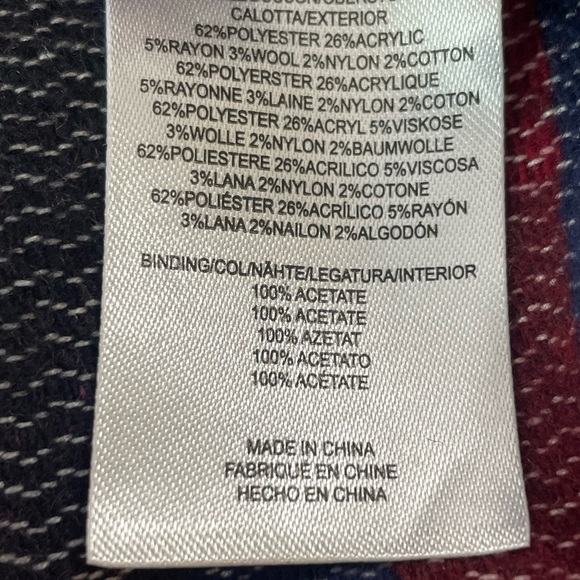 CALOTTA/EXTERIOR
62%POLYESTER 26%ACRYLIC
5%RAYON 3%WOOL 2%NYLON 2%COTTON
62%POLYERSTER 26%ACRYLIQUE
5%RAYONNE 3%LAINE 2%NYLON 2%COTON
62%POLYESTER 26%ACRYL 5%VISKOSE
3%WOLLE 2%NYLON 2%BAUMWOLLE
62%POLIESTERE 26%ACRILICO 5%VISCOSA
3%LANA 2%NYLON 2%COTONE
62%POLIÉSTER 26%ACRÍLICO 5%RAYÓN
3%LANA 2%NAILON 2%ALGODÓN
BINDING/COL/NÄHTE/LEGATURA/INTERIOR
100% ACETATE
100% ACETATE
100% AZETAT
100% ACETATO
100% ACETATE
MADE IN CHINA
FABRIQUÉ EN CHINE
HECHO EN CHINA